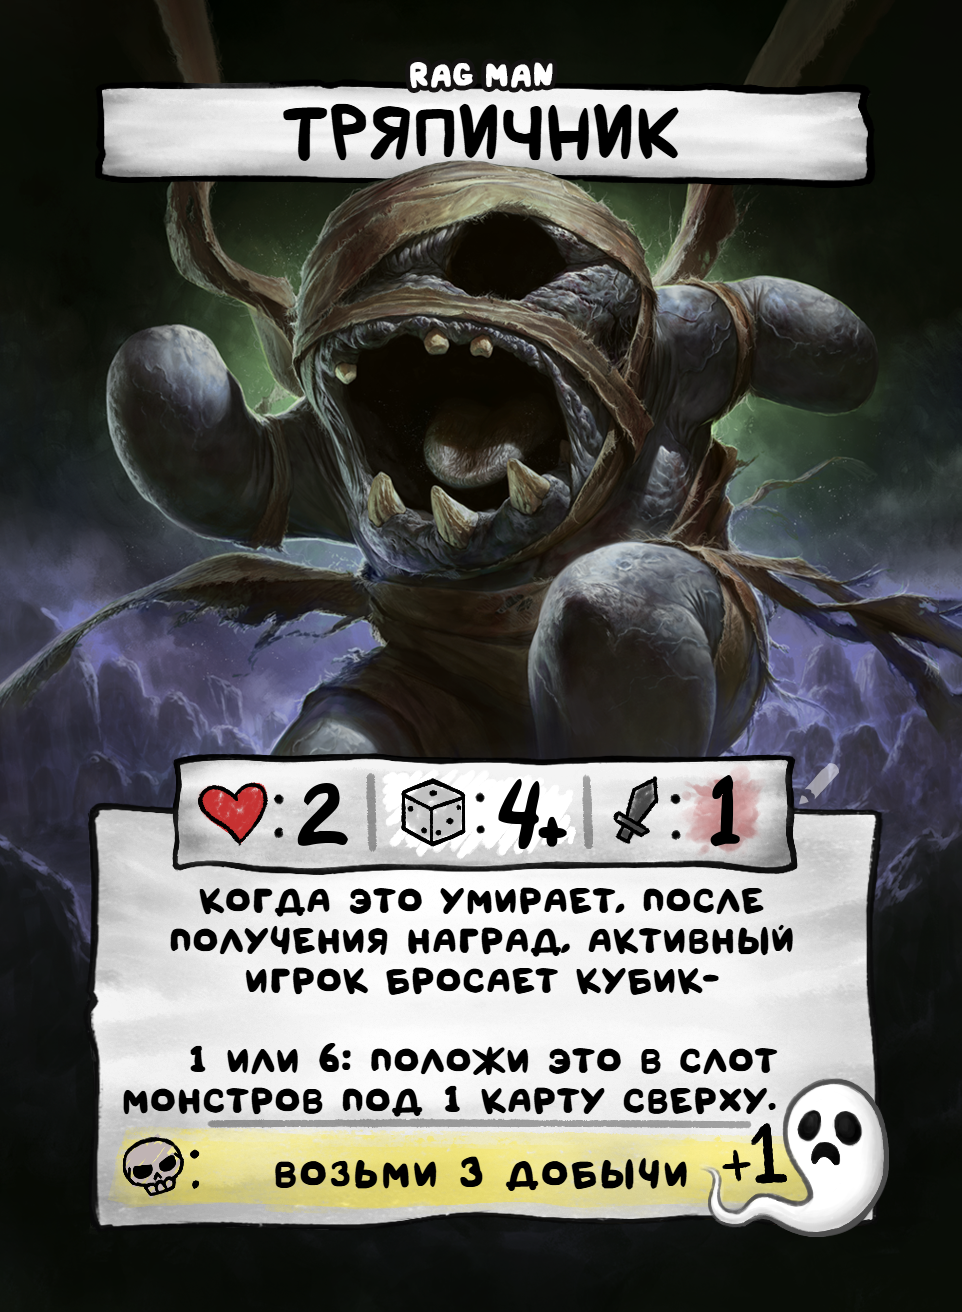 RAG MAN
ТРЯПИЧНИК
: 2 | : 4+ | : 1
КОГДА ЭТО УМИРАЕТ, ПОСЛЕ
ПОЛУЧЕНИЯ НАГРАД, АКТИВНЫЙ
ИГРОК БРОСАЕТ КУБИК-
1 ИЛИ 6: ПОЛОЖИ ЭТО В СЛОТ
МОНСТРОВ ПОД 1 КАРТУ СВЕРХУ.
: ВОЗЬМИ 3 ДОБЫЧИ +1